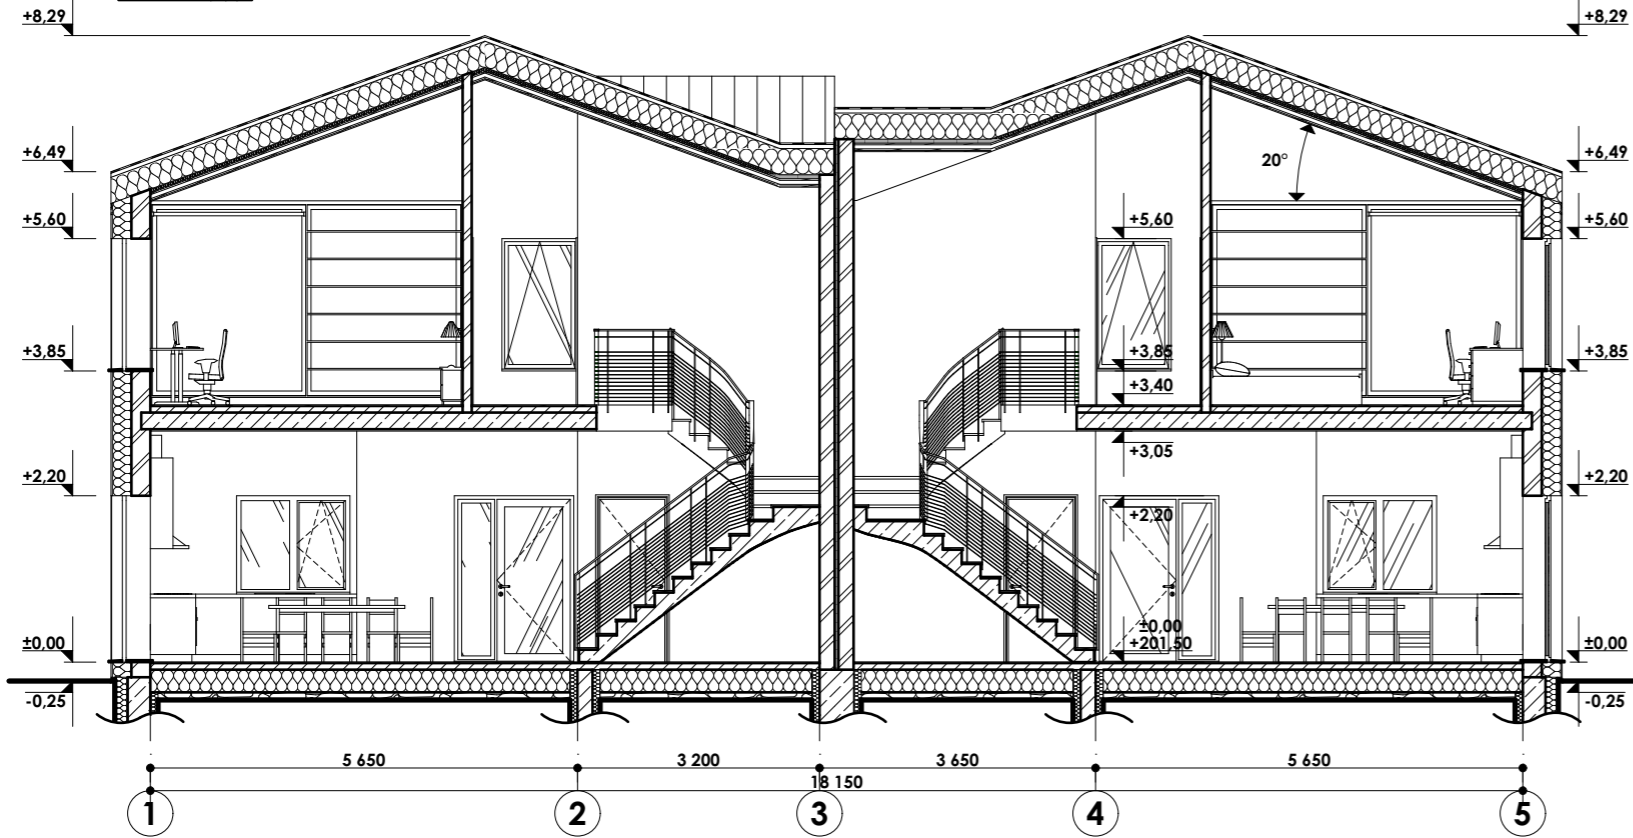 +8,29 +8,29
20°
+6,49 +6,49
+5,60 +5,60 +5,60
+3,85 +3,85 +3,85
+3,40
+3,05
+2,20 +2,20
+2,20
±0,00 ±0,00 ±0,00
+201,50
-0,25 -0,25
5 650 3 200 3 650 5 650
18 150
1 2 3 4 5